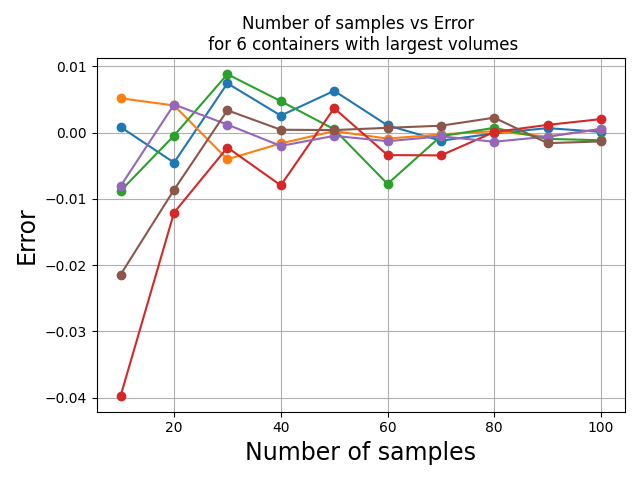 Number of samples vs Error
for 6 containers with largest volumes
0.01
0.00
−0.01
−0.02
−0.03
−0.04
Error
20 40 60 80 100
Number of samples